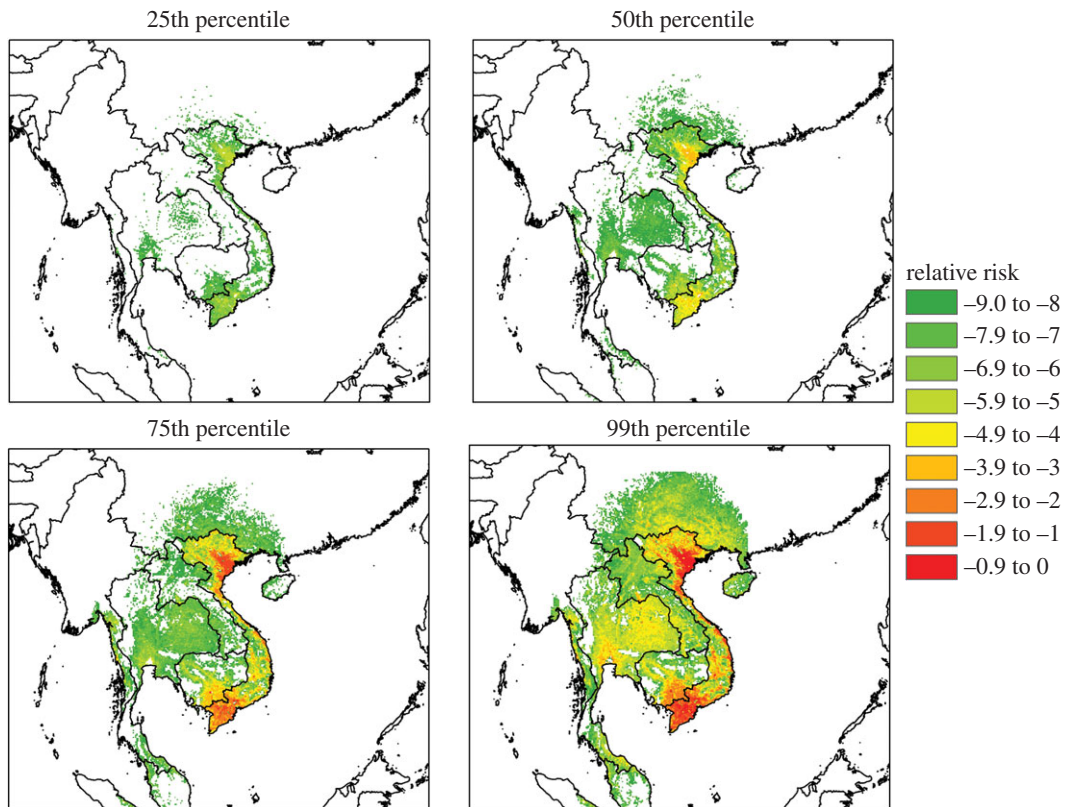 25th percentile
50th percentile
75th percentile
99th percentile
relative risk
–9.0 to –8
–7.9 to –7
–6.9 to –6
–5.9 to –5
–4.9 to –4
–3.9 to –3
–2.9 to –2
–1.9 to –1
–0.9 to 0